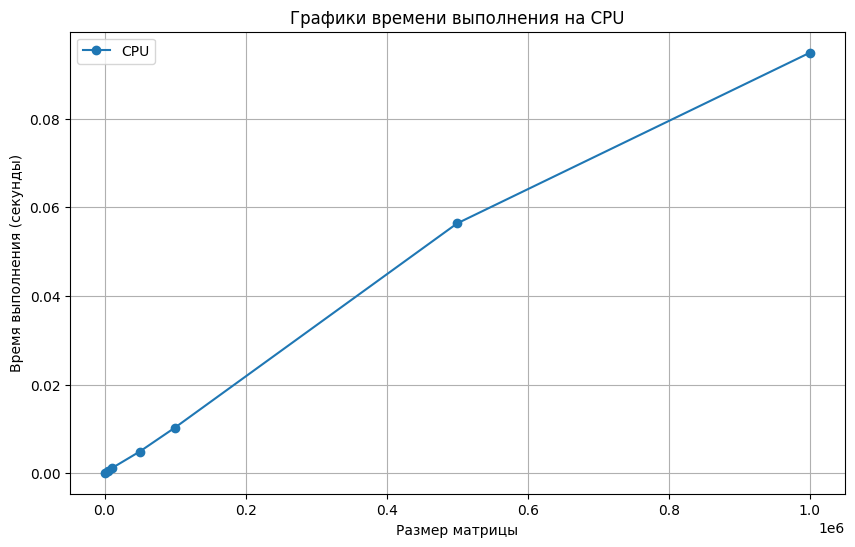 Графики времени выполнения на CPU
CPU
Время выполнения (секунды)
0.08
0.06
0.04
0.02
0.00
0.0 0.2 0.4 0.6 0.8 1.0
1e6
Размер матрицы